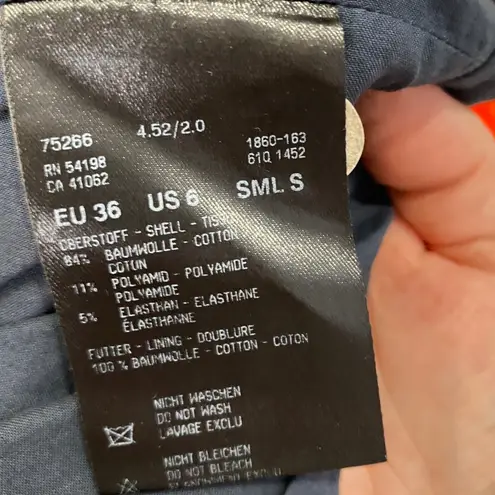 75266 4.52/2.0 1860-163
RN 54198 61Q 1452
CA 41062
EU 36 US 6 SML S
OBERSTOFF - SHELL - TISSU
84% BAUMWOLLE - COTTON
COTON
11% POLYAMID - POLYAMIDE
POLYAMIDE
5% ELASTHAN - ELASTHANE
ÉLASTHANNE
FUTTER - LINING - DOUBLURE
100 % BAUMWOLLE - COTTON - COTON
NICHT WASCHEN
DO NOT WASH
LAVAGE EXCLU
NICHT BLEICHEN
DO NOT BLEACH